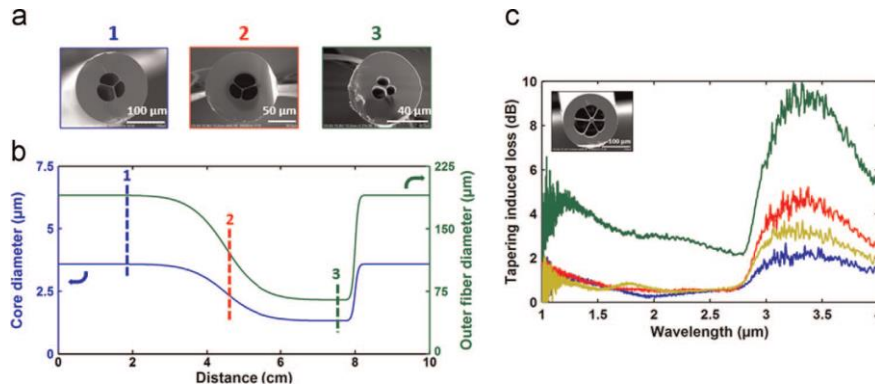 a
1
2
3
100 µm
50 µm
40 µm
b
7.5
5
2.5
0
Core diameter (µm)
1
2
3
225
150
75
0
Outer fiber diameter (µm)
0
2
4
6
8
10
Distance (cm)
c
10
8
6
4
2
0
Tapering induced loss (dB)
100 µm
1
1.5
2
2.5
3
3.5
4
Wavelength (µm)